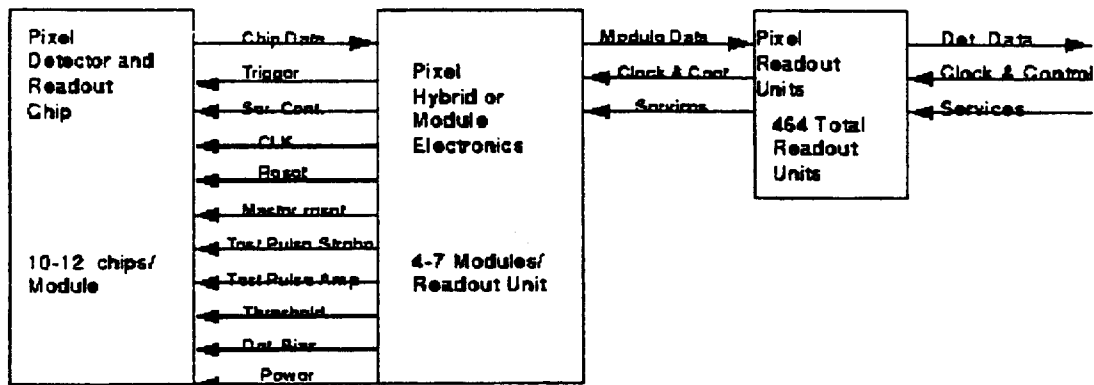 Pixel
Detector and
Readout
Chip
10-12 chips/
Module
Chip Data
Trigger
Ser. Cont.
CLK
Reset
Master reset
Test Pulse Strobe
Test Pulse Amp
Threshold
Det. Bias
Power
Pixel
Hybrid or
Module
Electronics
4-7 Modules/
Readout Unit
Module Data
Clock & Cont
Services
Pixel
Readout
Units
464 Total
Readout
Units
Det. Data
Clock & Control
Services